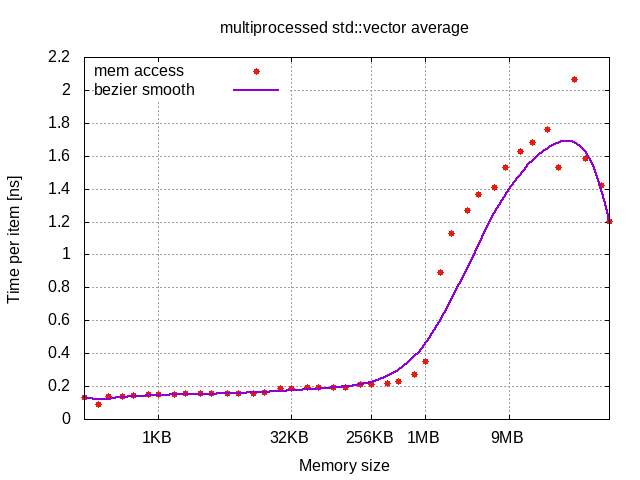 multiprocessed std::vector average
2.2
2
1.8
1.6
1.4
1.2
1
0.8
0.6
0.4
0.2
0
mem access
bezier smooth
Time per item [ns]
1KB 32KB 256KB 1MB 9MB
Memory size